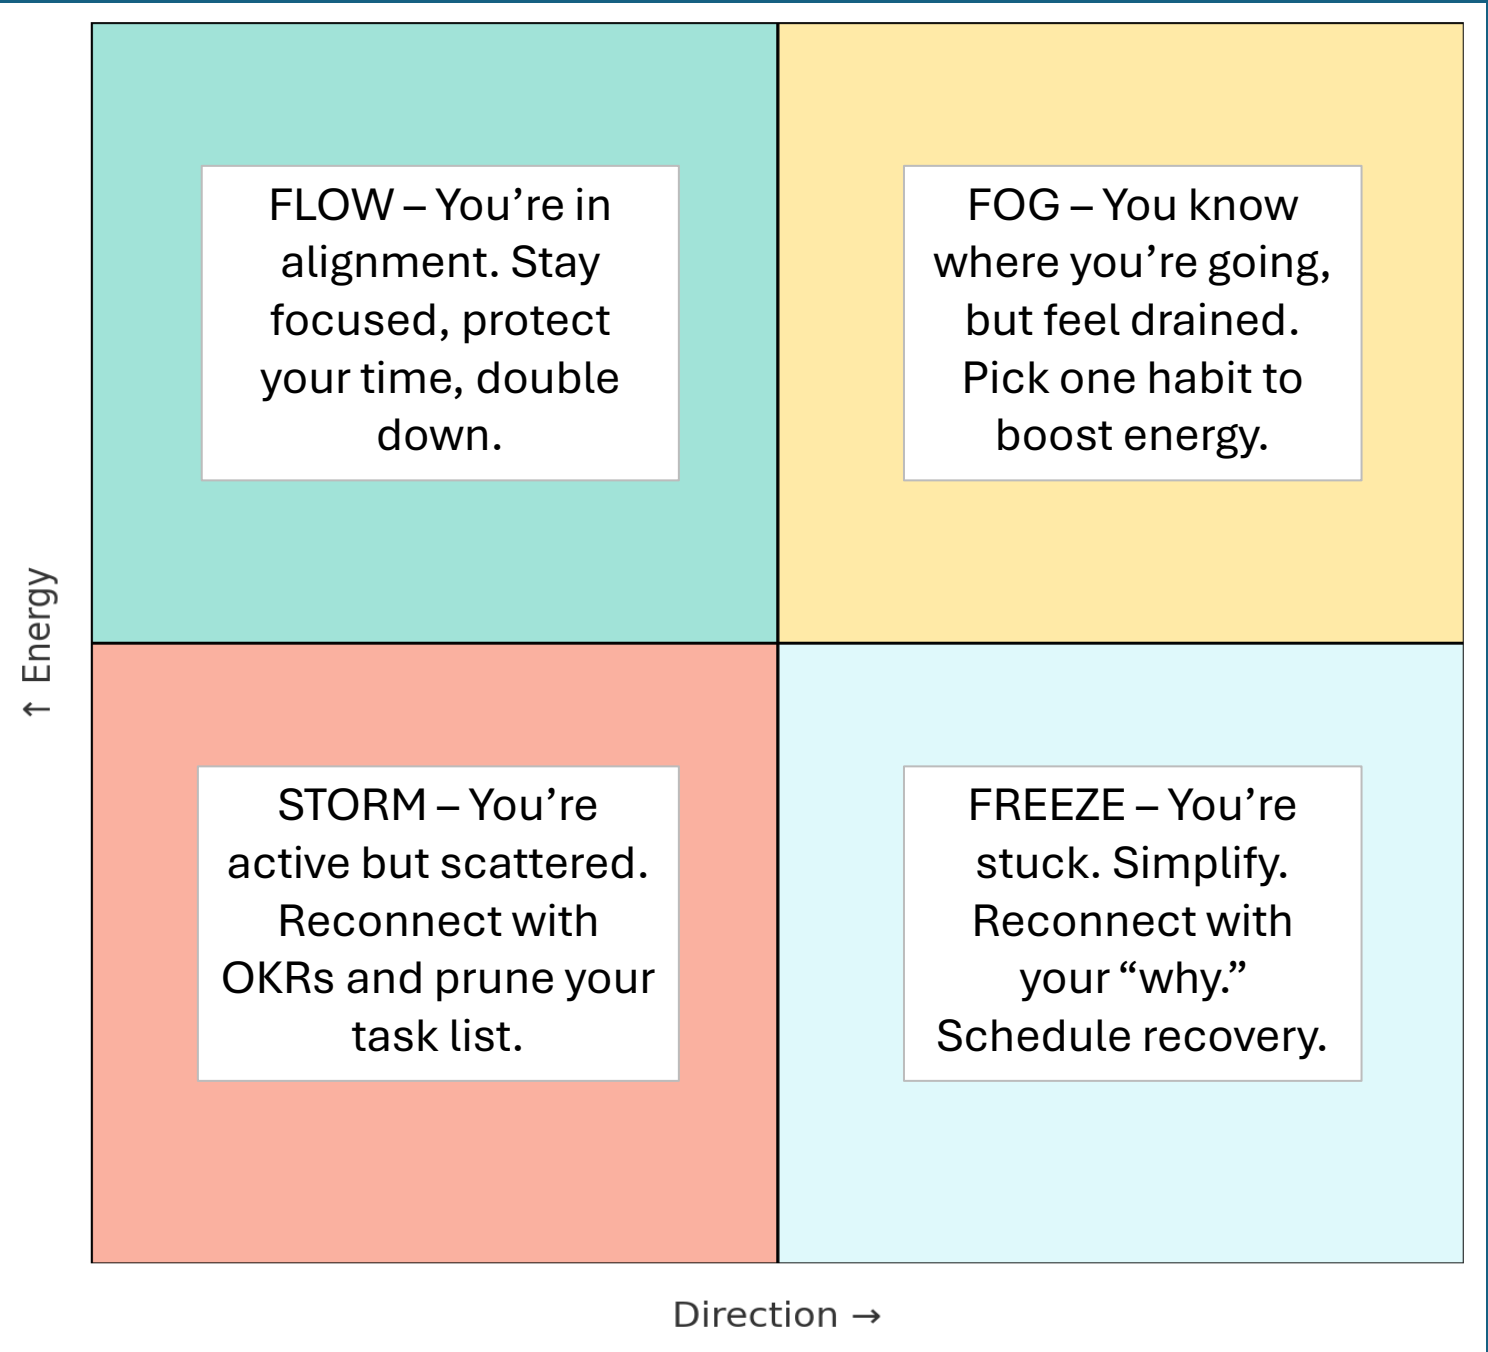 FLOW – You’re in
alignment. Stay
focused, protect
your time, double
down.
FOG – You know
where you’re going,
but feel drained.
Pick one habit to
boost energy.
↑ Energy
STORM – You’re
active but scattered.
Reconnect with
OKRs and prune your
task list.
FREEZE – You’re
stuck. Simplify.
Reconnect with
your “why.”
Schedule recovery.
Direction →